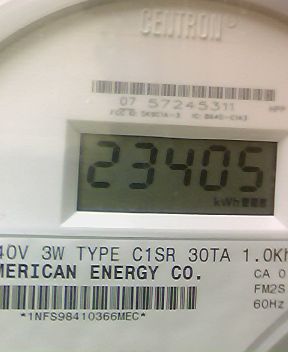 CENTRON
07 57245311
23405
kWh
40V 3W TYPE C1SR 30TA 1.0Kh
MERICAN ENERGY CO.
CA 0
FM2S
60Hz
*1NFS98410366MEC*